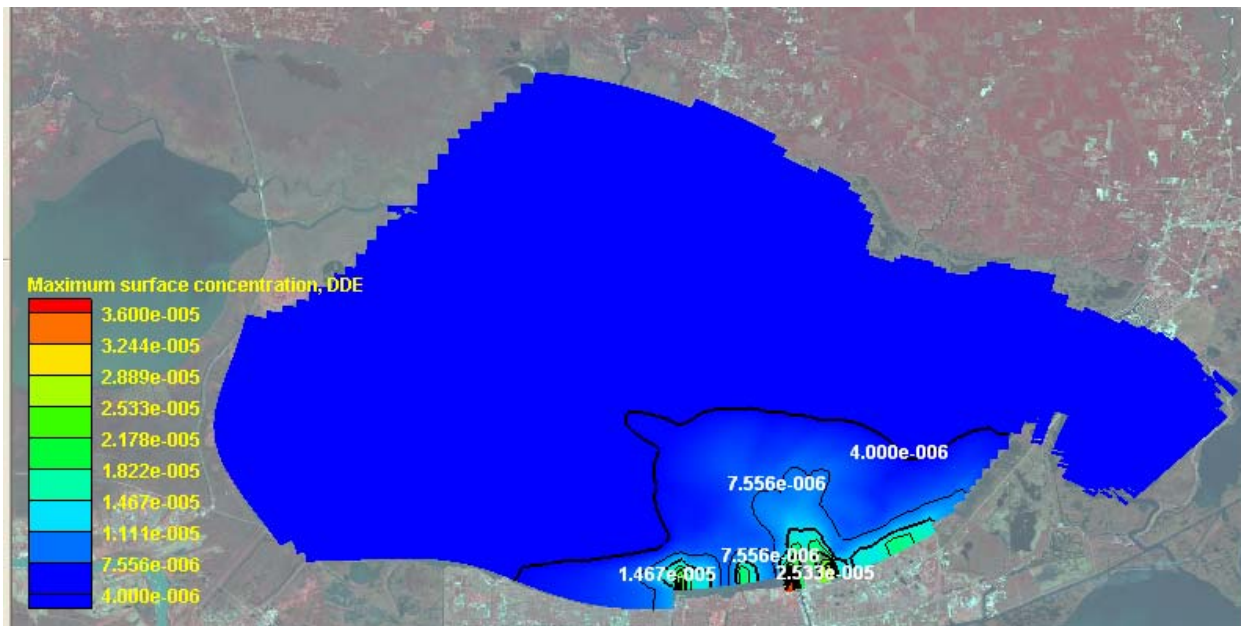 Maximum surface concentration, DDE
3.600e-005
3.244e-005
2.889e-005
2.533e-005
2.178e-005
1.822e-005
1.467e-005
1.111e-005
7.556e-006
4.000e-006
4.000e-006
7.556e-006
7.556e-006
1.467e-005
2.533e-005